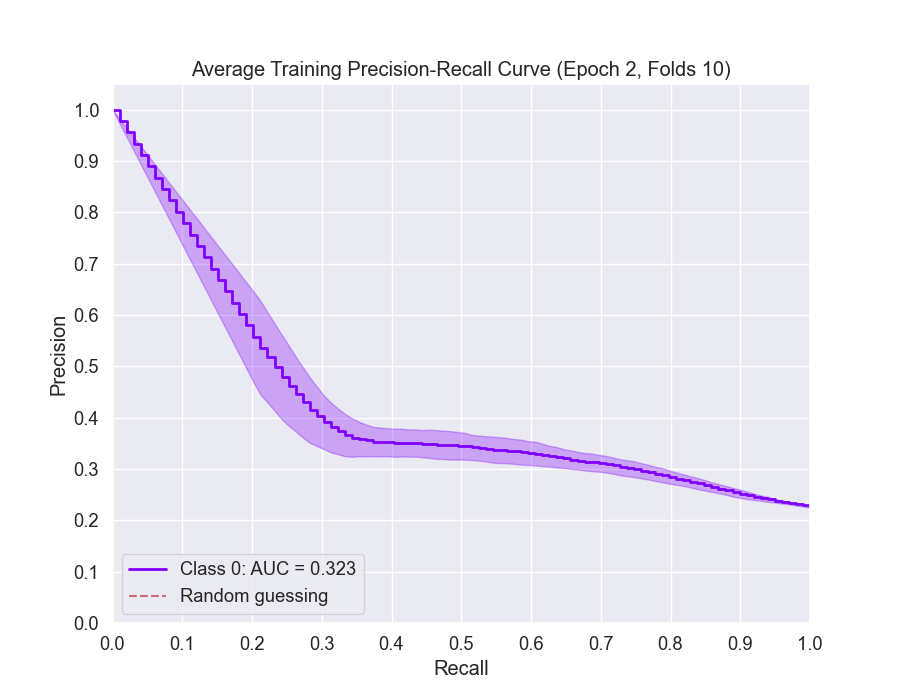 Average Training Precision-Recall Curve (Epoch 2, Folds 10)
Precision
1.0
0.9
0.8
0.7
0.6
0.5
0.4
0.3
0.2
0.1
0.0
Class 0: AUC = 0.323
Random guessing
0.0 0.1 0.2 0.3 0.4 0.5 0.6 0.7 0.8 0.9 1.0
Recall